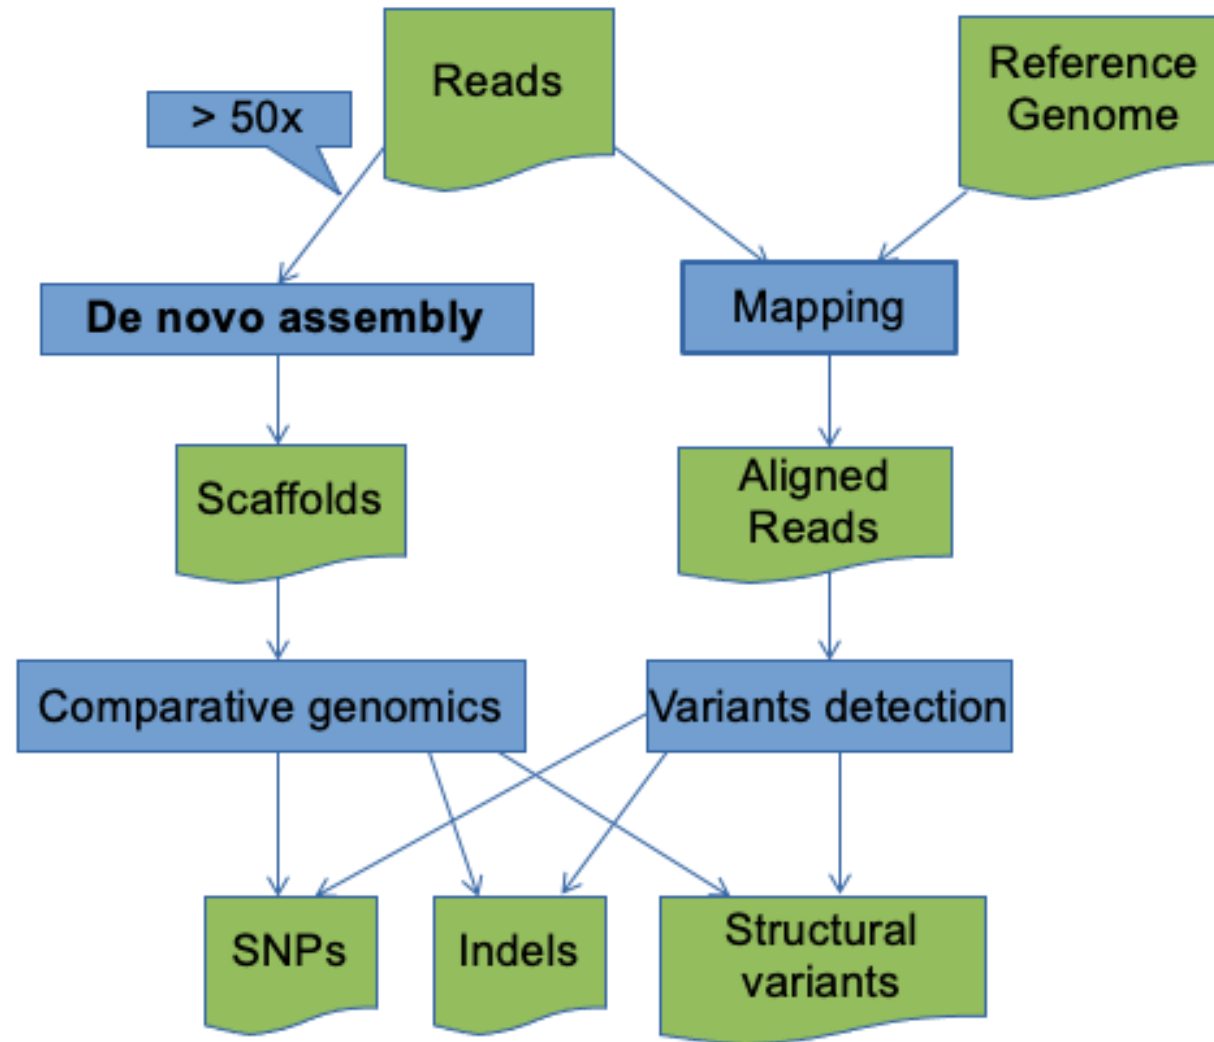 Reads
Reference
Genome
> 50x
De novo assembly
Mapping
Scaffolds
Aligned
Reads
Comparative genomics
Variants detection
SNPs
Indels
Structural
variants